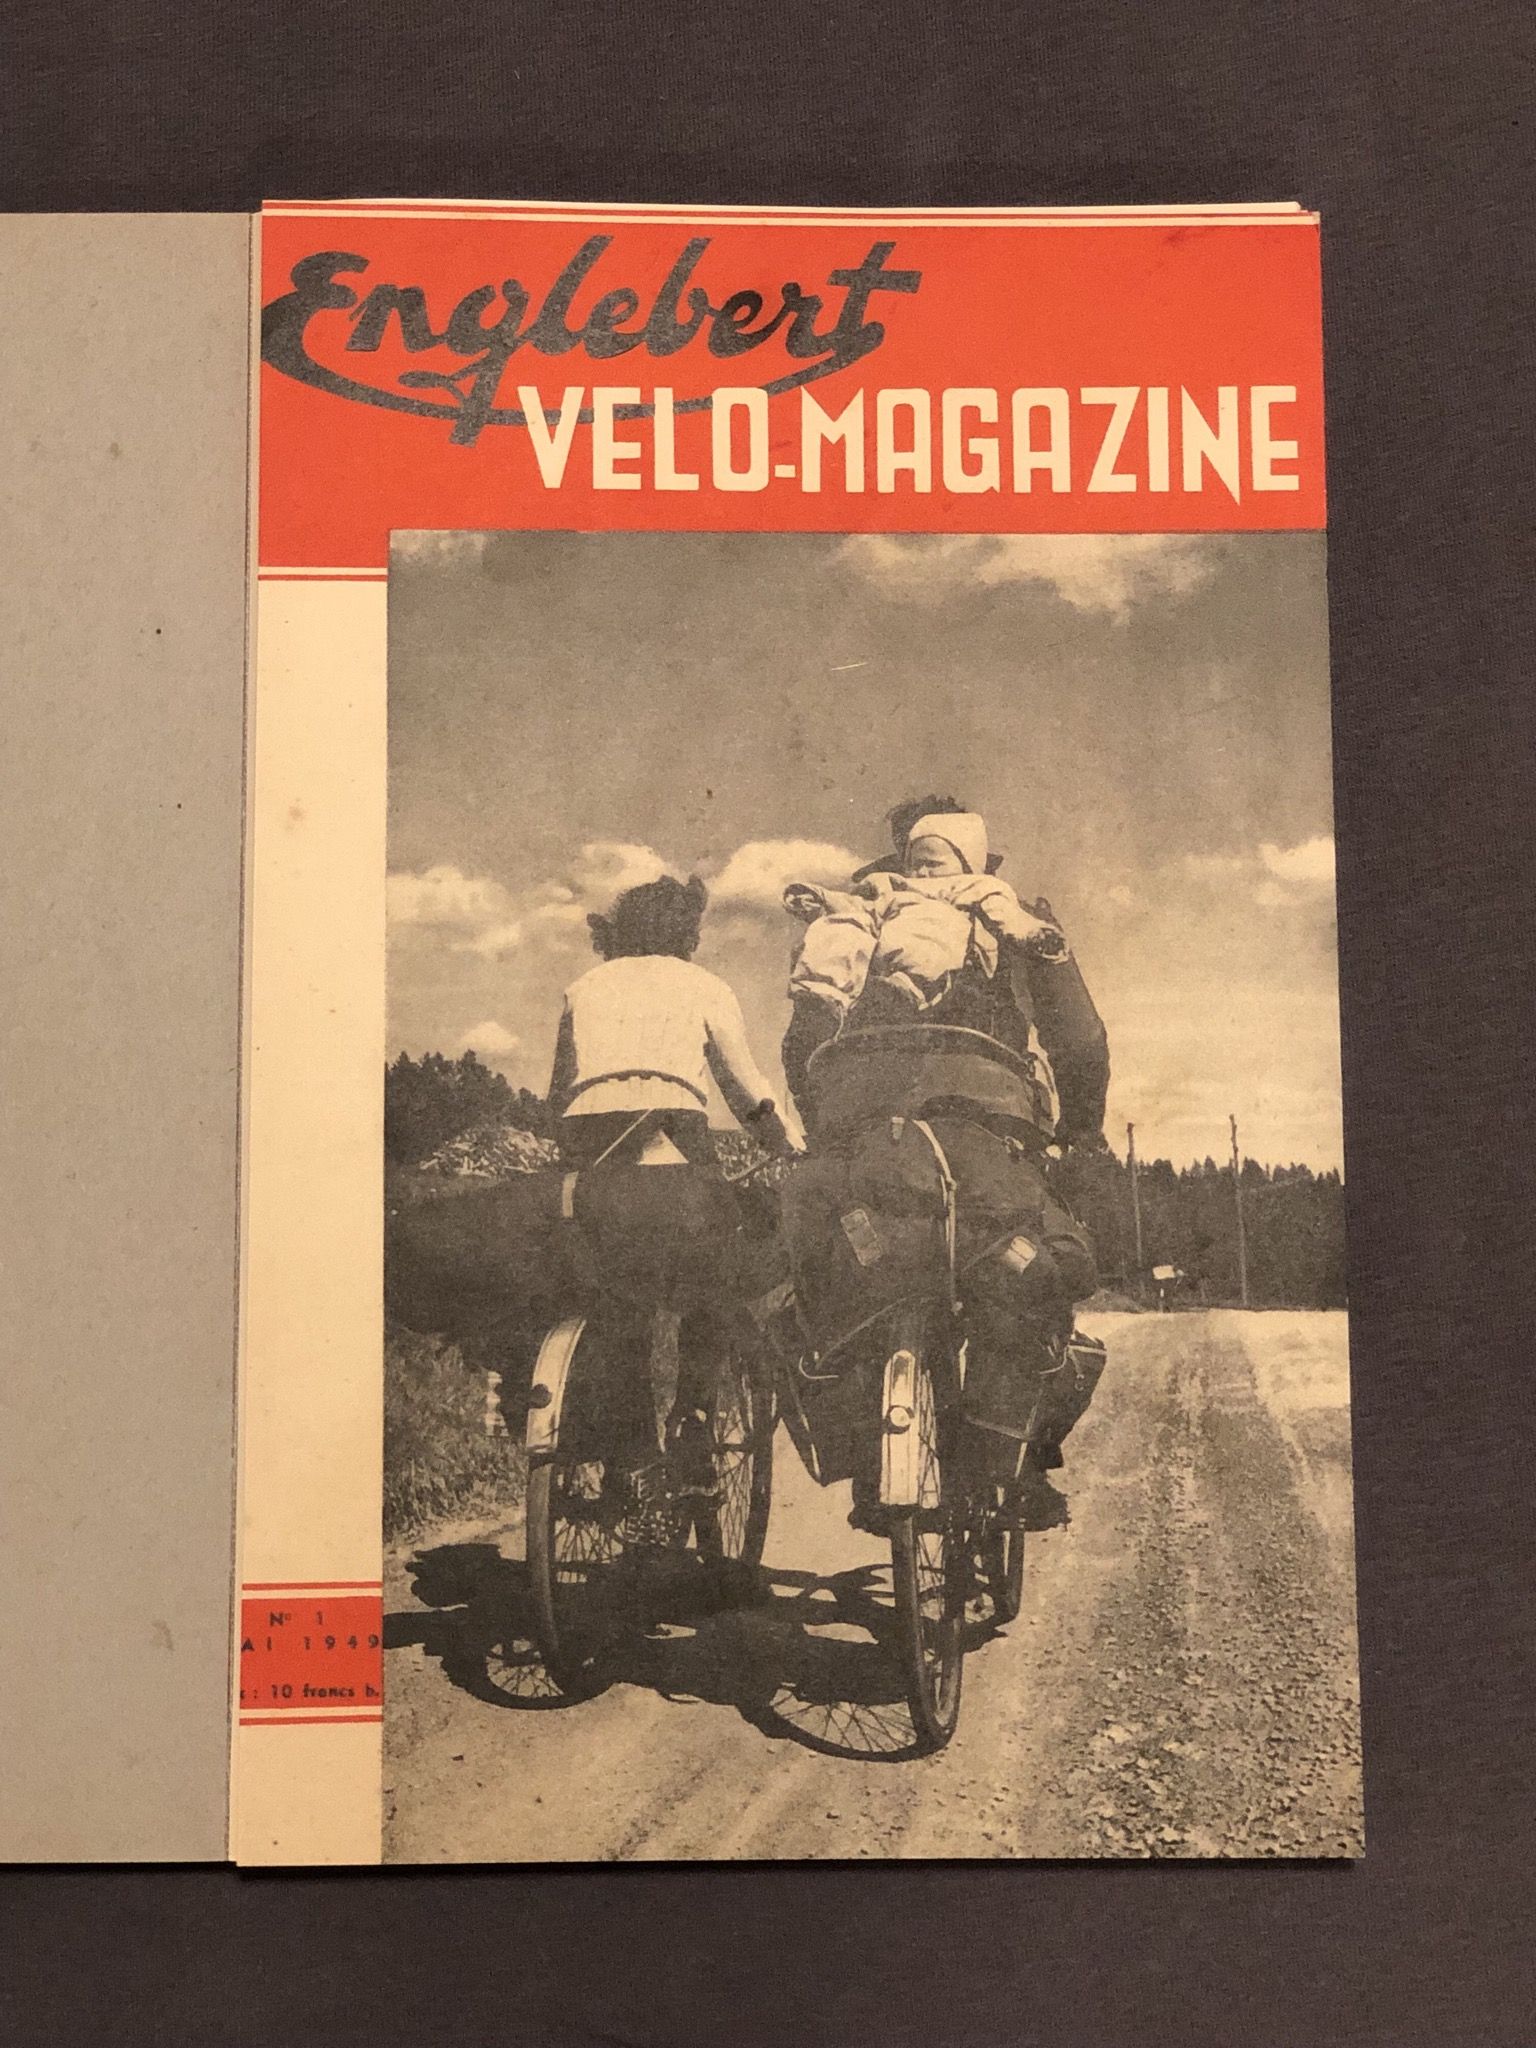 Englebert
VELO-MAGAZINE
N° 1
AI 1949
: 10 francs b.